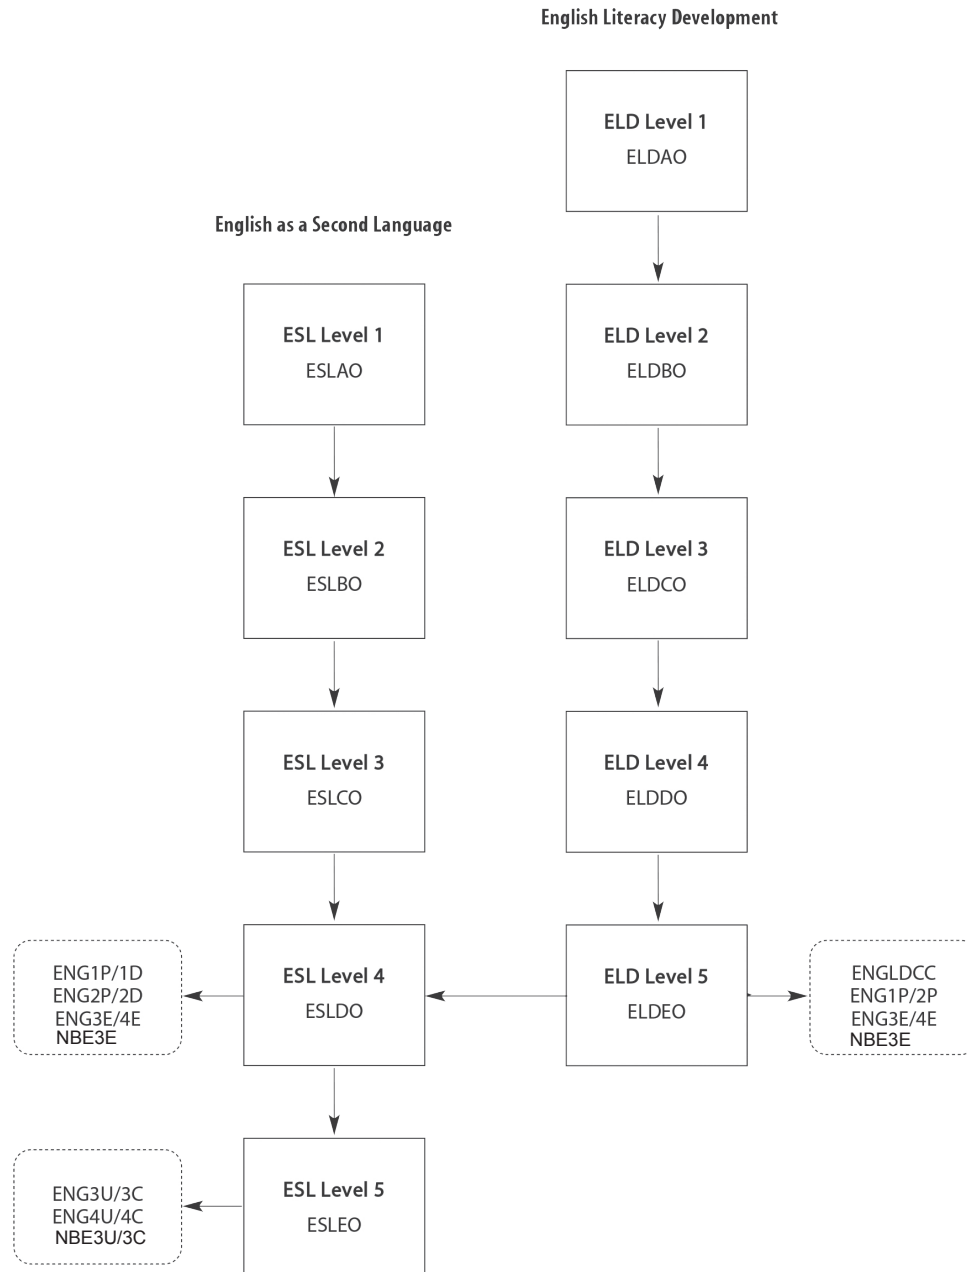 English Literacy Development
ELD Level 1
ELDAO
English as a Second Language
ESL Level 1
ESLAO
ELD Level 2
ELDBO
ESL Level 2
ESLBO
ELD Level 3
ELDCO
ESL Level 3
ESLCO
ELD Level 4
ELDDO
ENG1P/1D
ENG2P/2D
ENG3E/4E
NBE3E
ESL Level 4
ESLDO
ELD Level 5
ELDEO
ENGLDCC
ENG1P/2P
ENG3E/4E
NBE3E
ENG3U/3C
ENG4U/4C
NBE3U/3C
ESL Level 5
ESLEO